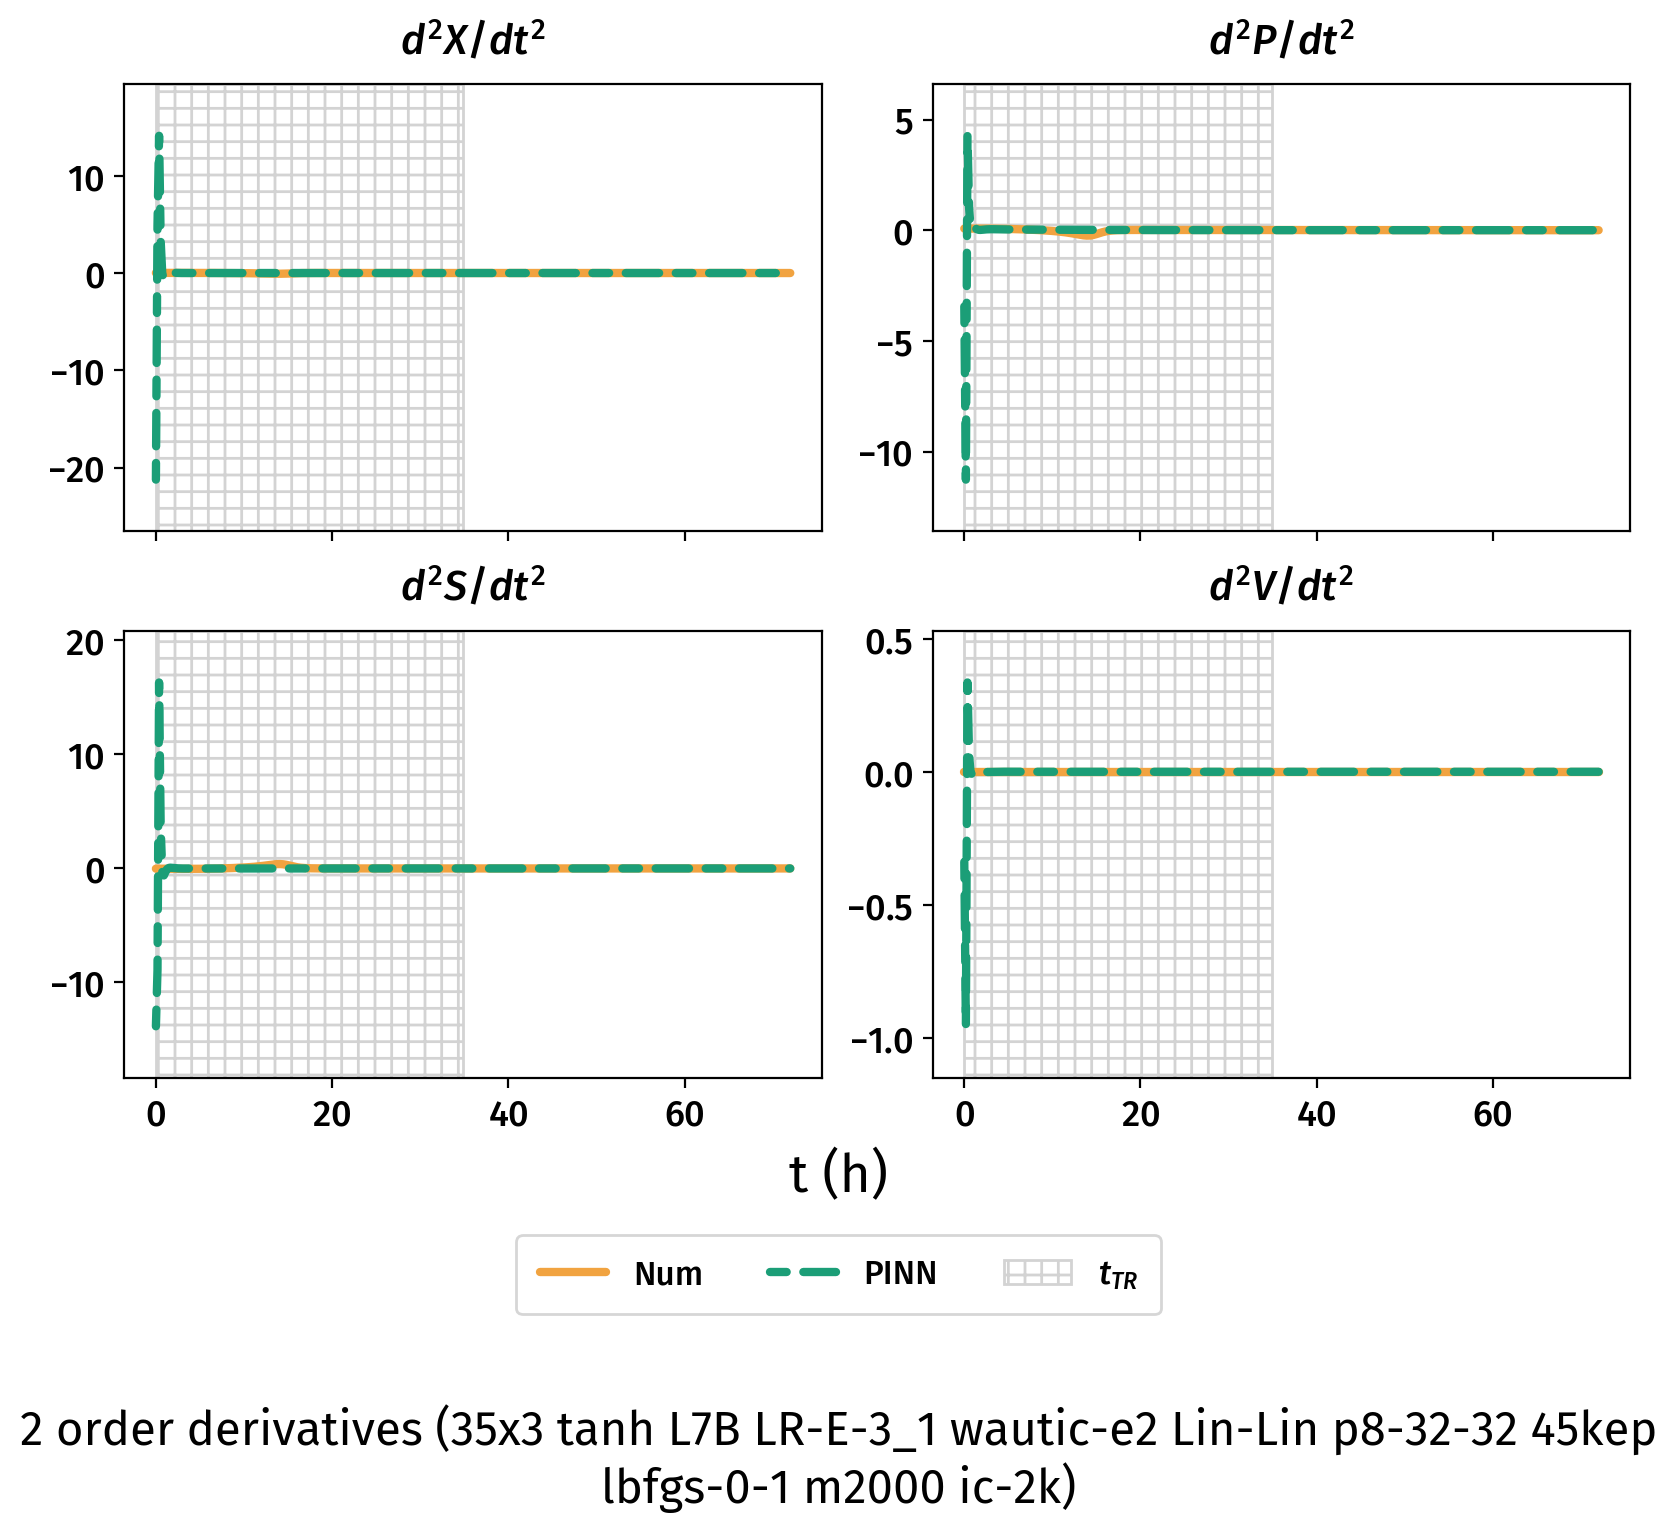 d²X/dt²
d²P/dt²
10
0
−10
−20
5
0
−5
−10
d²S/dt²
d²V/dt²
20
10
0
−10
0.5
0.0
−0.5
−1.0
0 20 40 60
0 20 40 60
t (h)
Num PINN t_TR
2 order derivatives (35x3 tanh L7B LR-E-3_1 wautic-e2 Lin-Lin p8-32-32 45kep
lbfgs-0-1 m2000 ic-2k)